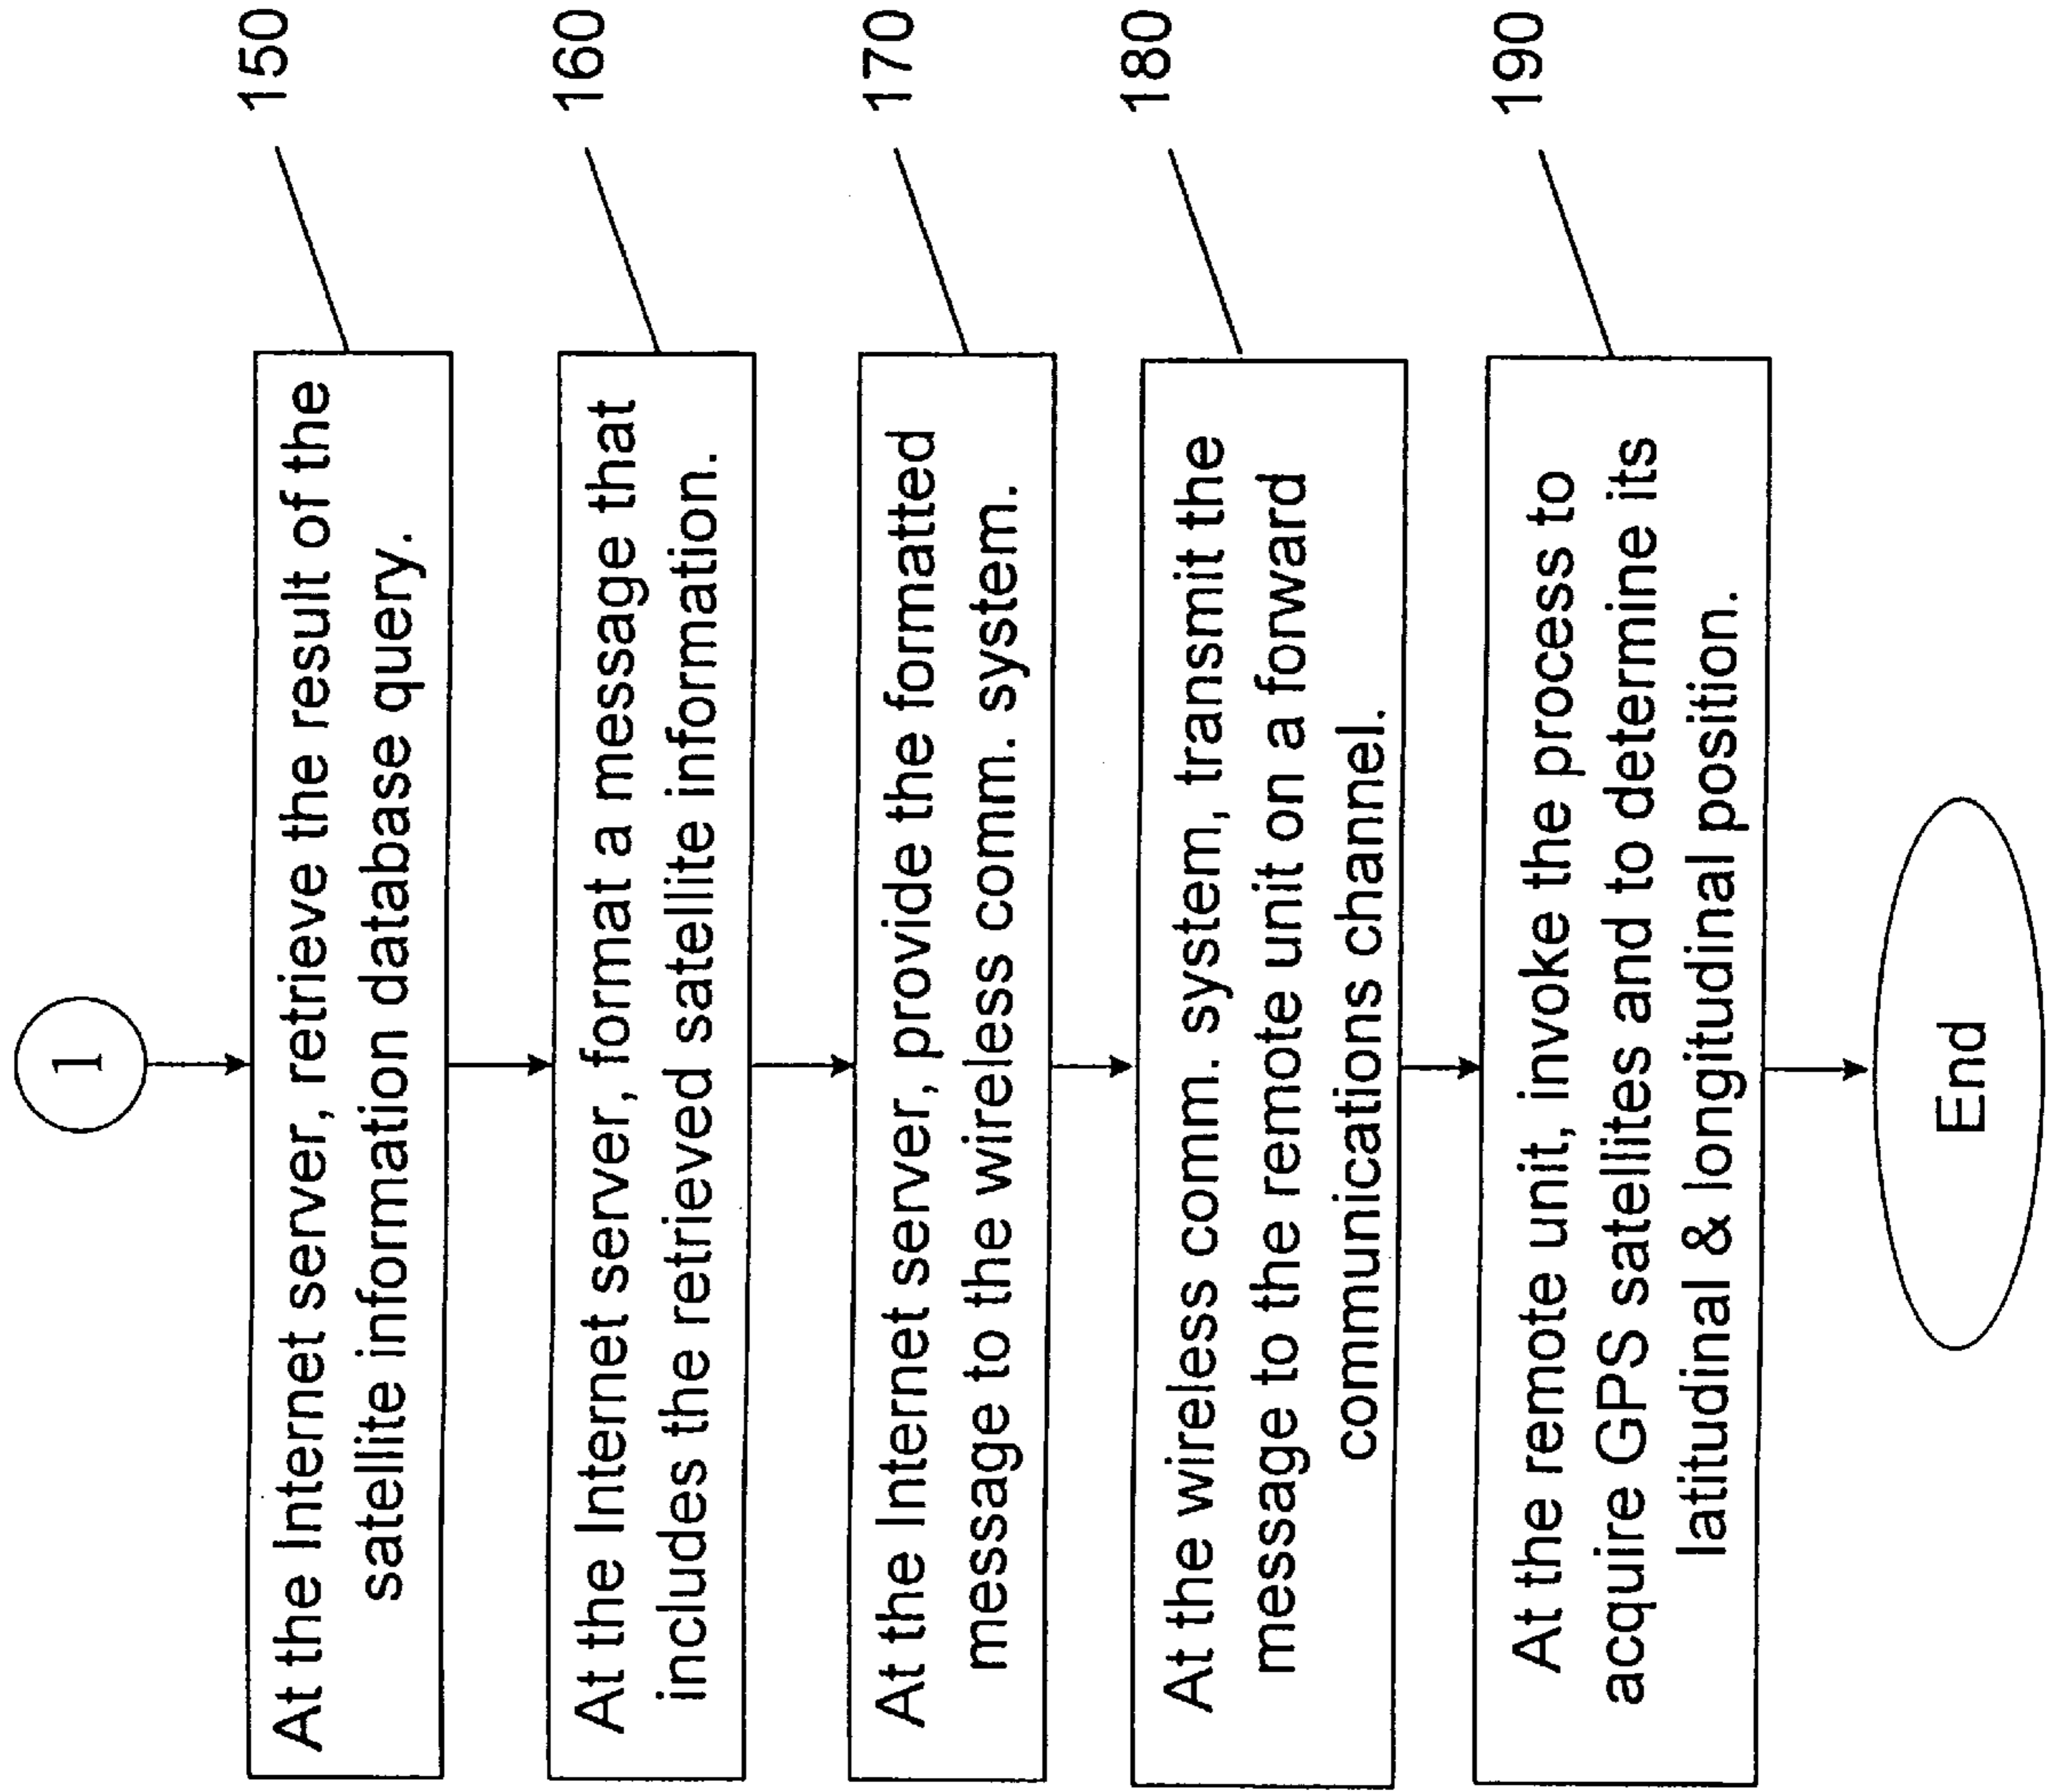 1
At the Internet server, retrieve the result of the
satellite information database query.
150
At the Internet server, format a message that
includes the retrieved satellite information.
160
At the Internet server, provide the formatted
message to the wireless comm. system.
170
At the wireless comm. system, transmit the
message to the remote unit on a forward
communications channel.
180
At the remote unit, invoke the process to
acquire GPS satellites and to determine its
latitudinal & longitudinal position.
190
End